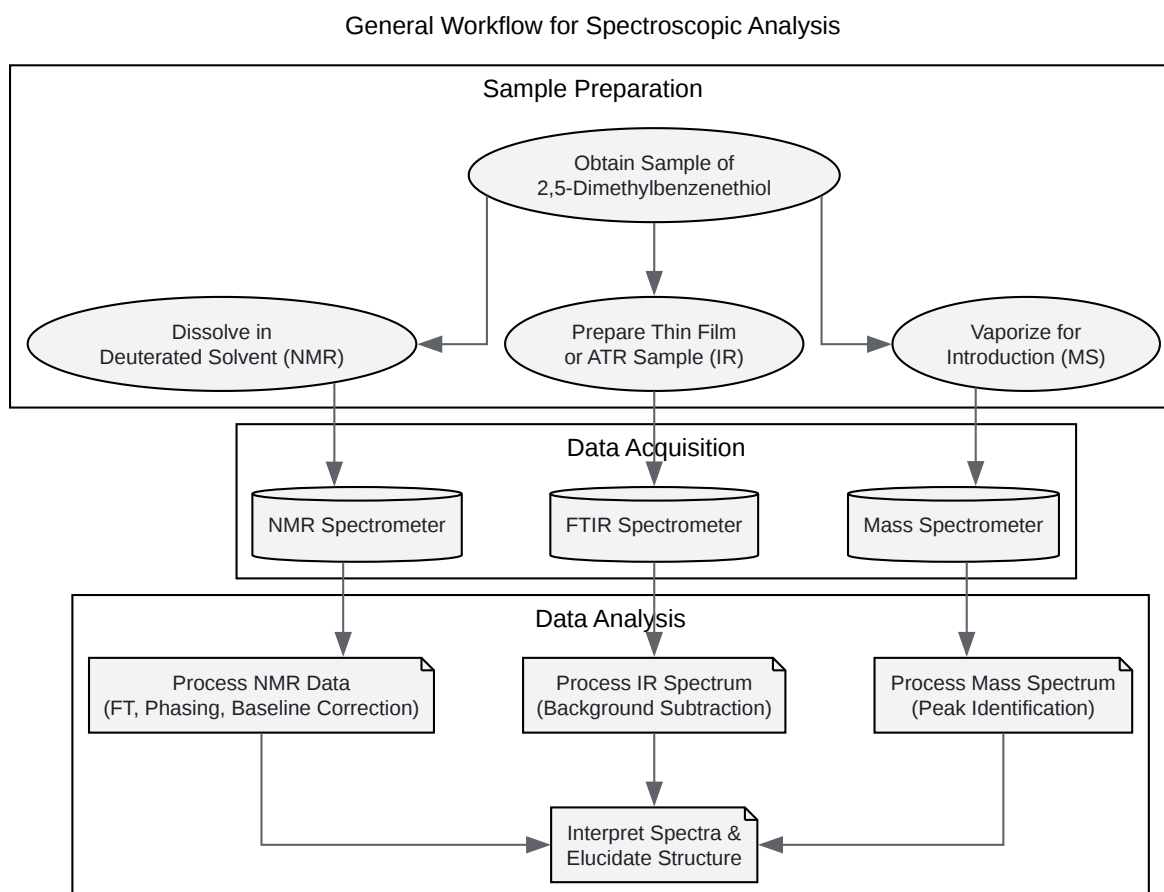 General Workflow for Spectroscopic Analysis
Sample Preparation
Obtain Sample of
2,5-Dimethylbenzenethiol
Dissolve in
Deuterated Solvent (NMR)
Prepare Thin Film
or ATR Sample (IR)
Vaporize for
Introduction (MS)
Data Acquisition
NMR Spectrometer
FTIR Spectrometer
Mass Spectrometer
Data Analysis
Process NMR Data
(FT, Phasing, Baseline Correction)
Process IR Spectrum
(Background Subtraction)
Process Mass Spectrum
(Peak Identification)
Interpret Spectra &
Elucidate Structure